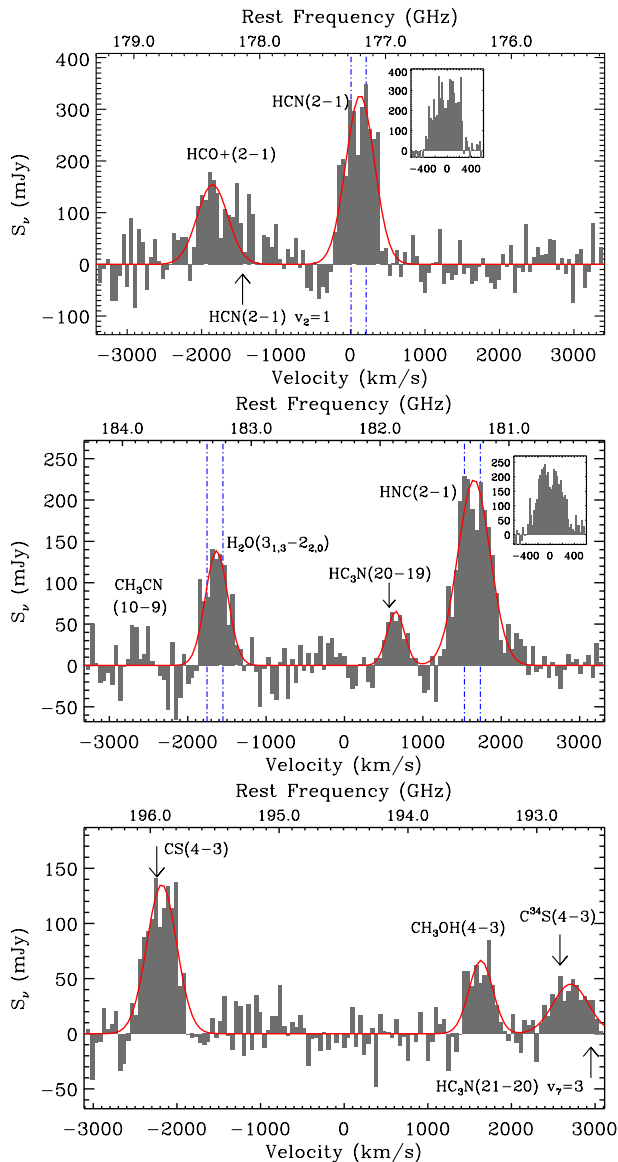 Rest Frequency (GHz)
179.0 178.0 177.0 176.0
400
300
200
100
0
−100
S_ν (mJy)
HCN(2−1)
HCO+(2−1)
HCN(2−1) v₂=1
400
300
200
100
0
−400 0 400
−3000 −2000 −1000 0 1000 2000 3000
Velocity (km/s)
Rest Frequency (GHz)
184.0 183.0 182.0 181.0
250
200
150
100
50
0
−50
S_ν (mJy)
HNC(2−1)
H₂O(3₁,₃−2₂,₀)
HC₃N(20−19)
CH₃CN
(10−9)
250
200
150
100
50
0
−400 0 400
−3000 −2000 −1000 0 1000 2000 3000
Velocity (km/s)
Rest Frequency (GHz)
196.0 195.0 194.0 193.0
150
100
50
0
−50
S_ν (mJy)
CS(4−3)
CH₃OH(4−3)
C³⁴S(4−3)
HC₃N(21−20) v₇=3
−3000 −2000 −1000 0 1000 2000 3000
Velocity (km/s)